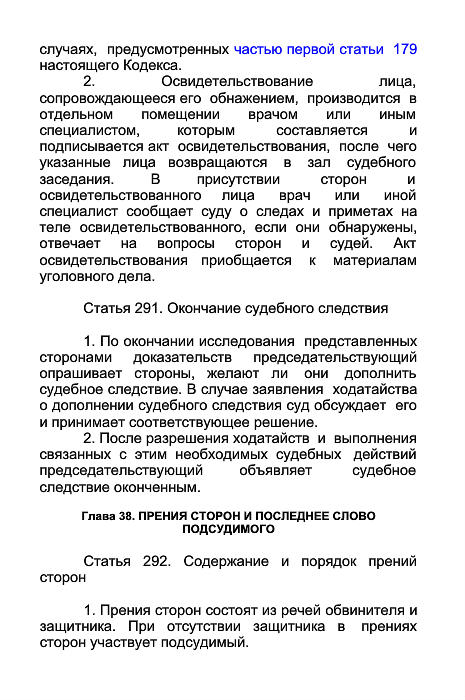 случаях, предусмотренных частью первой статьи 179
настоящего Кодекса.
2. Освидетельствование лица,
сопровождающееся его обнажением, производится в
отдельном помещении врачом или иным
специалистом, которым составляется и
подписывается акт освидетельствования, после чего
указанные лица возвращаются в зал судебного
заседания. В присутствии сторон и
освидетельствованного лица врач или иной
специалист сообщает суду о следах и приметах на
теле освидетельствованного, если они обнаружены,
отвечает на вопросы сторон и судей. Акт
освидетельствования приобщается к материалам
уголовного дела.
Статья 291. Окончание судебного следствия
1. По окончании исследования представленных
сторонами доказательств председательствующий
опрашивает стороны, желают ли они дополнить
судебное следствие. В случае заявления ходатайства
о дополнении судебного следствия суд обсуждает его
и принимает соответствующее решение.
2. После разрешения ходатайств и выполнения
связанных с этим необходимых судебных действий
председательствующий объявляет судебное
следствие оконченным.
Глава 38. ПРЕНИЯ СТОРОН И ПОСЛЕДНЕЕ СЛОВО
ПОДСУДИМОГО
Статья 292. Содержание и порядок прений
сторон
1. Прения сторон состоят из речей обвинителя и
защитника. При отсутствии защитника в прениях
сторон участвует подсудимый.